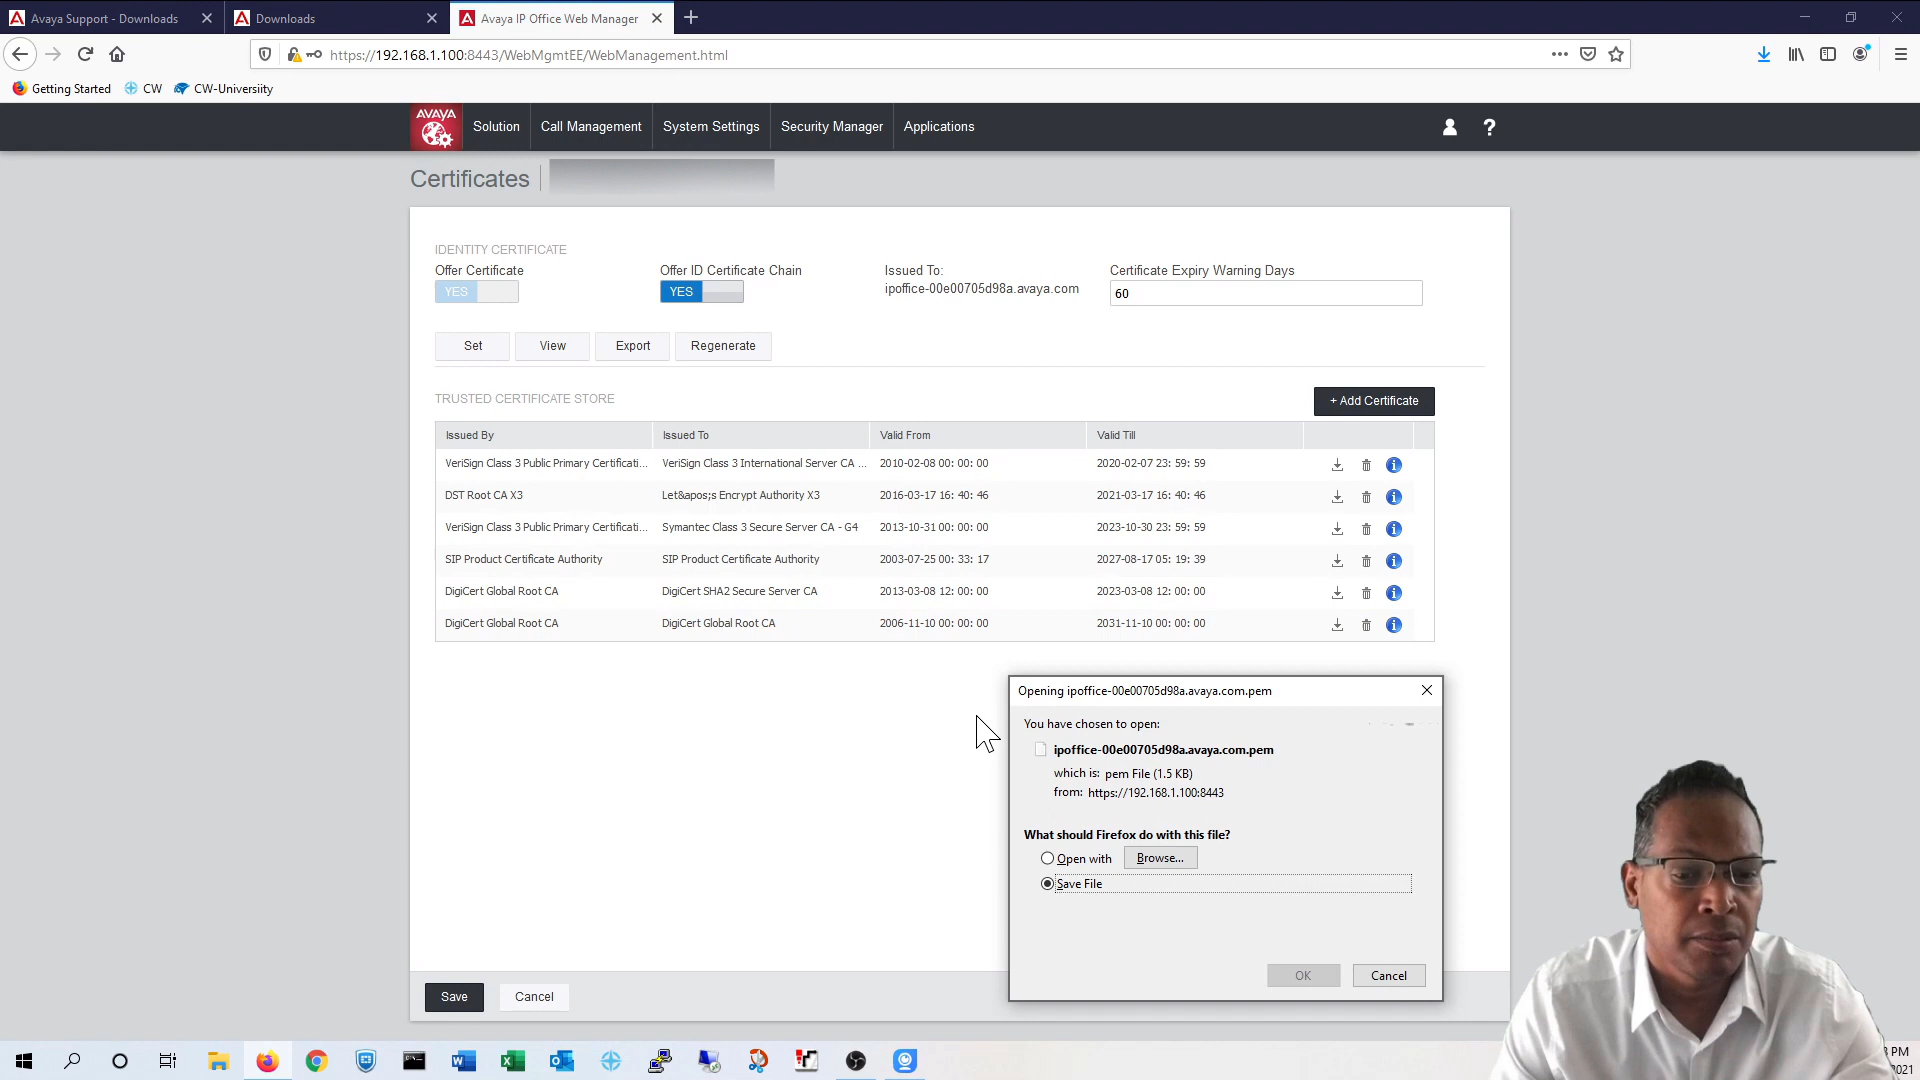 Avaya Support - Downloads
Downloads
Avaya IP Office Web Manager
https://192.168.1.100:8443/WebMgmtEE/WebManagement.html
Getting Started CW CW-Universiity
AVAYA
Solution Call Management System Settings Security Manager Applications ?
Certificates
IDENTITY CERTIFICATE
Offer Certificate Offer ID Certificate Chain Issued To: Certificate Expiry Warning Days
YES YES ipoffice-00e00705d98a.avaya.com 60
Set View Export Regenerate
TRUSTED CERTIFICATE STORE + Add Certificate
Issued By Issued To Valid From Valid Till
VeriSign Class 3 Public Primary Certificati... VeriSign Class 3 International Server CA ... 2010-02-08 00: 00: 00 2020-02-07 23: 59: 59
DST Root CA X3 Let&apos;s Encrypt Authority X3 2016-03-17 16: 40: 46 2021-03-17 16: 40: 46
VeriSign Class 3 Public Primary Certificati... Symantec Class 3 Secure Server CA - G4 2013-10-31 00: 00: 00 2023-10-30 23: 59: 59
SIP Product Certificate Authority SIP Product Certificate Authority 2003-07-25 00: 33: 17 2027-08-17 05: 19: 39
DigiCert Global Root CA DigiCert SHA2 Secure Server CA 2013-03-08 12: 00: 00 2023-03-08 12: 00: 00
DigiCert Global Root CA DigiCert Global Root CA 2006-11-10 00: 00: 00 2031-11-10 00: 00: 00
Opening ipoffice-00e00705d98a.avaya.com.pem
You have chosen to open:
ipoffice-00e00705d98a.avaya.com.pem
which is: pem File (1.5 KB)
from: https://192.168.1.100:8443
What should Firefox do with this file?
Open with Browse...
Save File
OK Cancel
Save Cancel
PM
2021